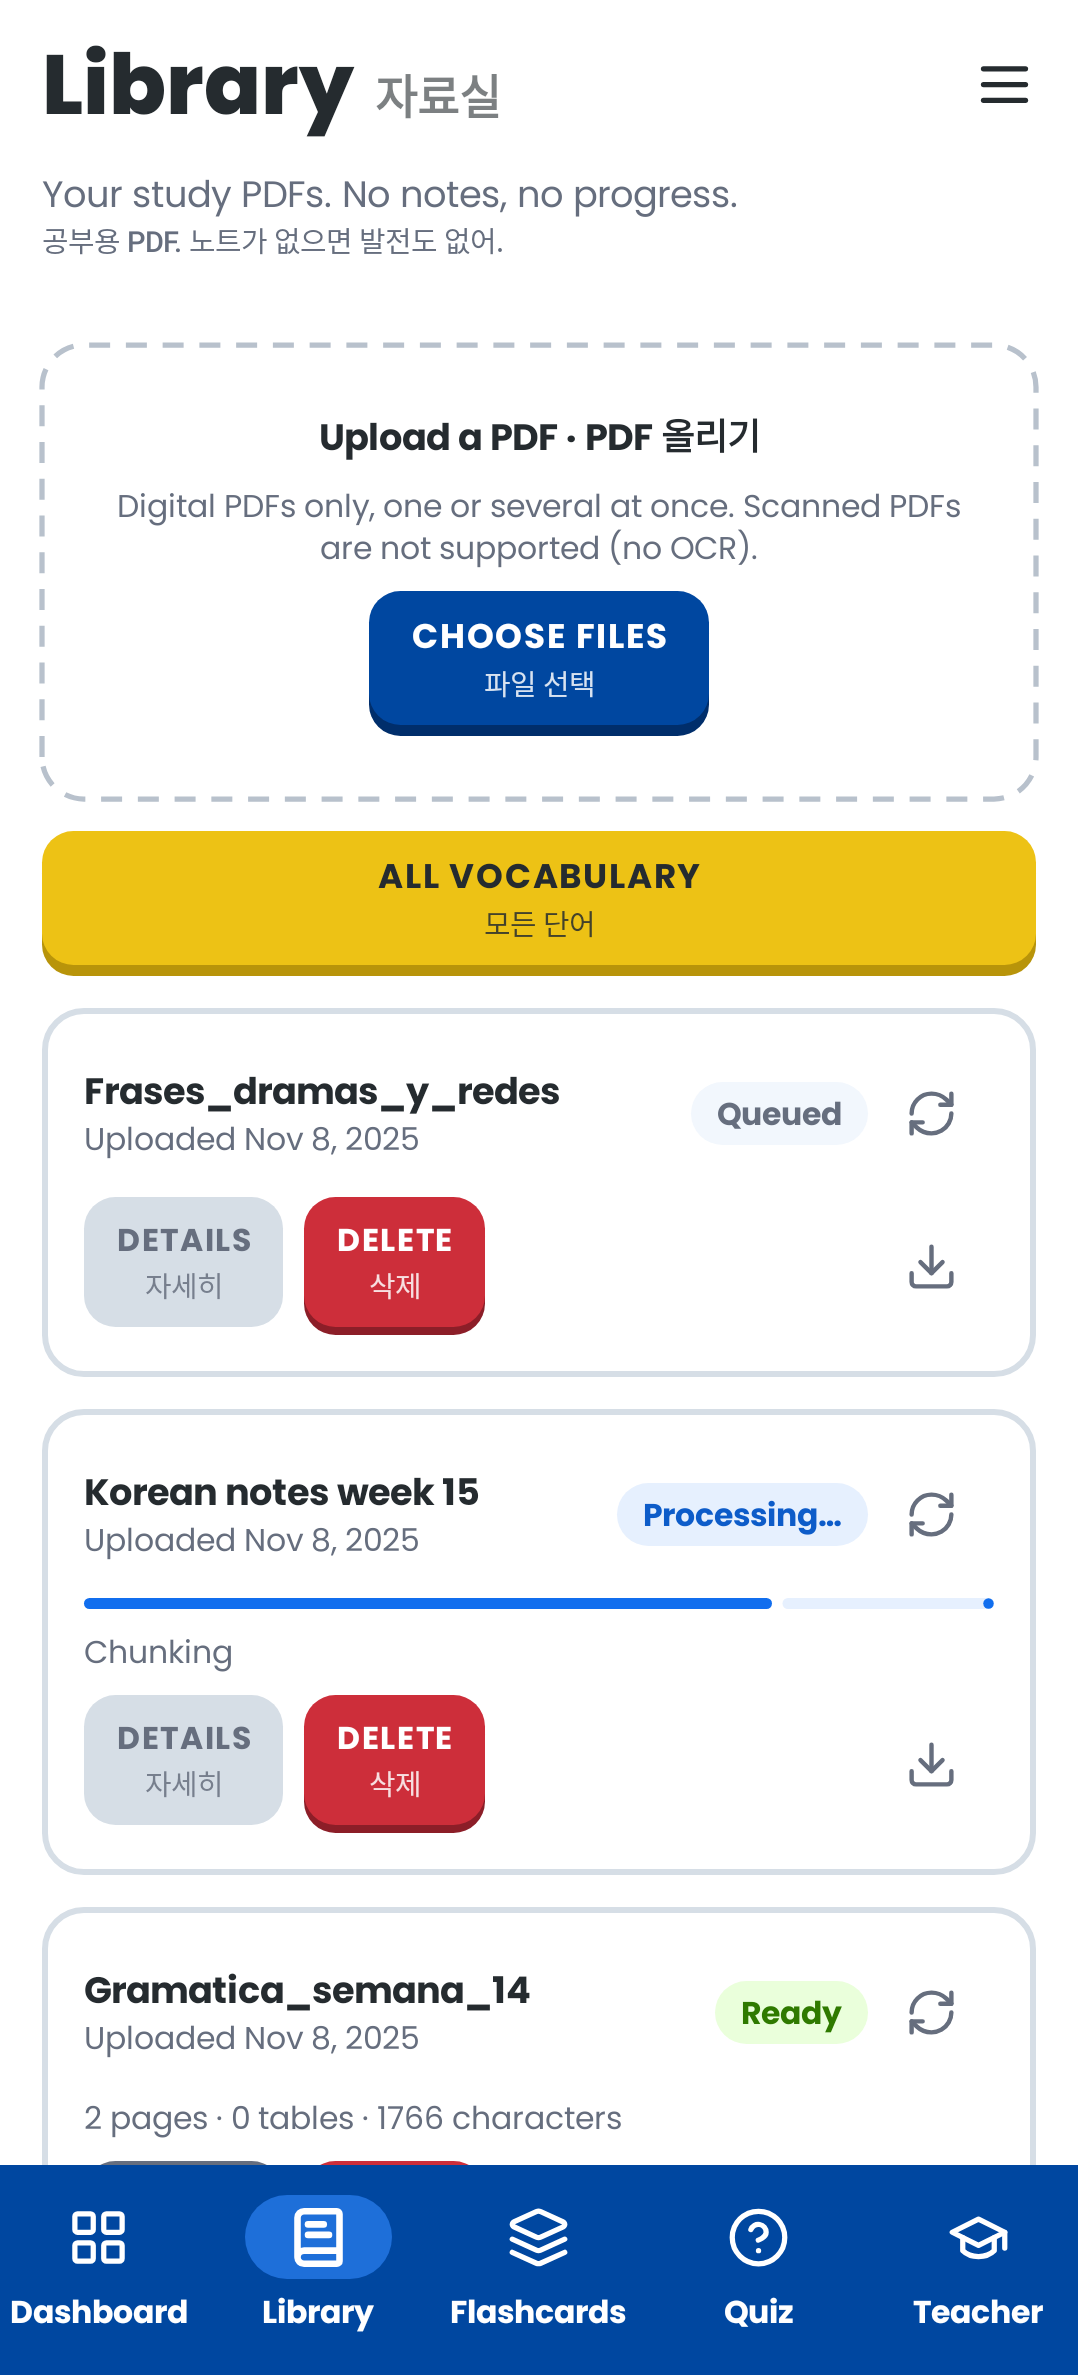 Library 자료실
Your study PDFs. No notes, no progress.
공부용 PDF. 노트가 없으면 발전도 없어.
Upload a PDF · PDF 올리기
Digital PDFs only, one or several at once. Scanned PDFs
are not supported (no OCR).
CHOOSE FILES
파일 선택
ALL VOCABULARY
모든 단어
Frases_dramas_y_redes
Uploaded Nov 8, 2025
Queued
DETAILS
자세히
DELETE
삭제
Korean notes week 15
Uploaded Nov 8, 2025
Processing...
Chunking
DETAILS
자세히
DELETE
삭제
Gramatica_semana_14
Uploaded Nov 8, 2025
Ready
2 pages · 0 tables · 1766 characters
Dashboard
Library
Flashcards
Quiz
Teacher